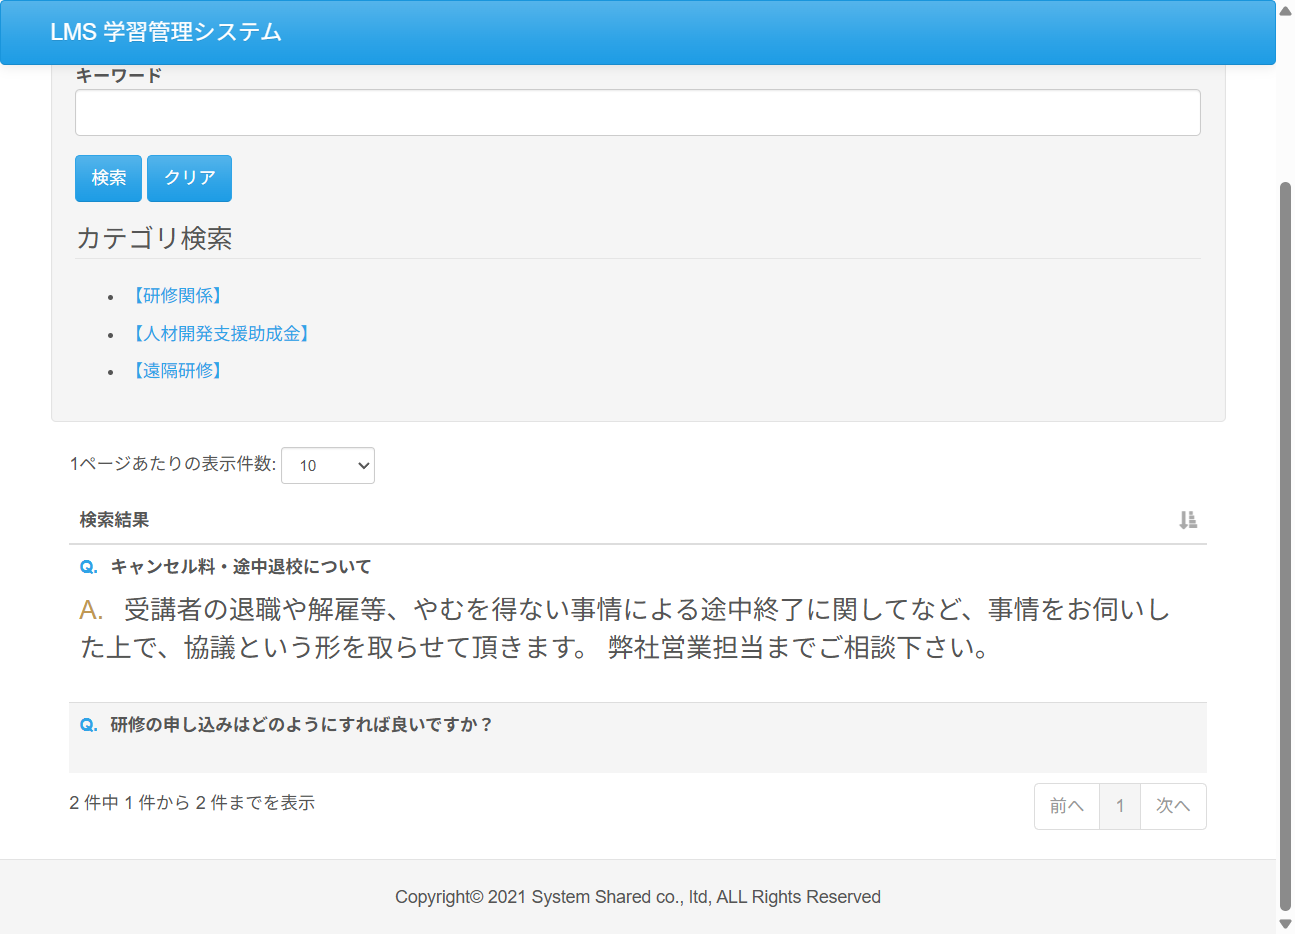 LMS 学習管理システム
キーワード
検索 クリア
カテゴリ検索
【研修関係】
【人材開発支援助成金】
【遠隔研修】
1ページあたりの表示件数: 10
検索結果
Q. キャンセル料・途中退校について
A. 受講者の退職や解雇等、やむを得ない事情による途中終了に関してなど、事情をお伺いし
た上で、協議という形を取らせて頂きます。 弊社営業担当までご相談下さい。
Q. 研修の申し込みはどのようにすれば良いですか？
2 件中 1 件から 2 件までを表示
前へ 1 次へ
Copyright© 2021 System Shared co., ltd, ALL Rights Reserved